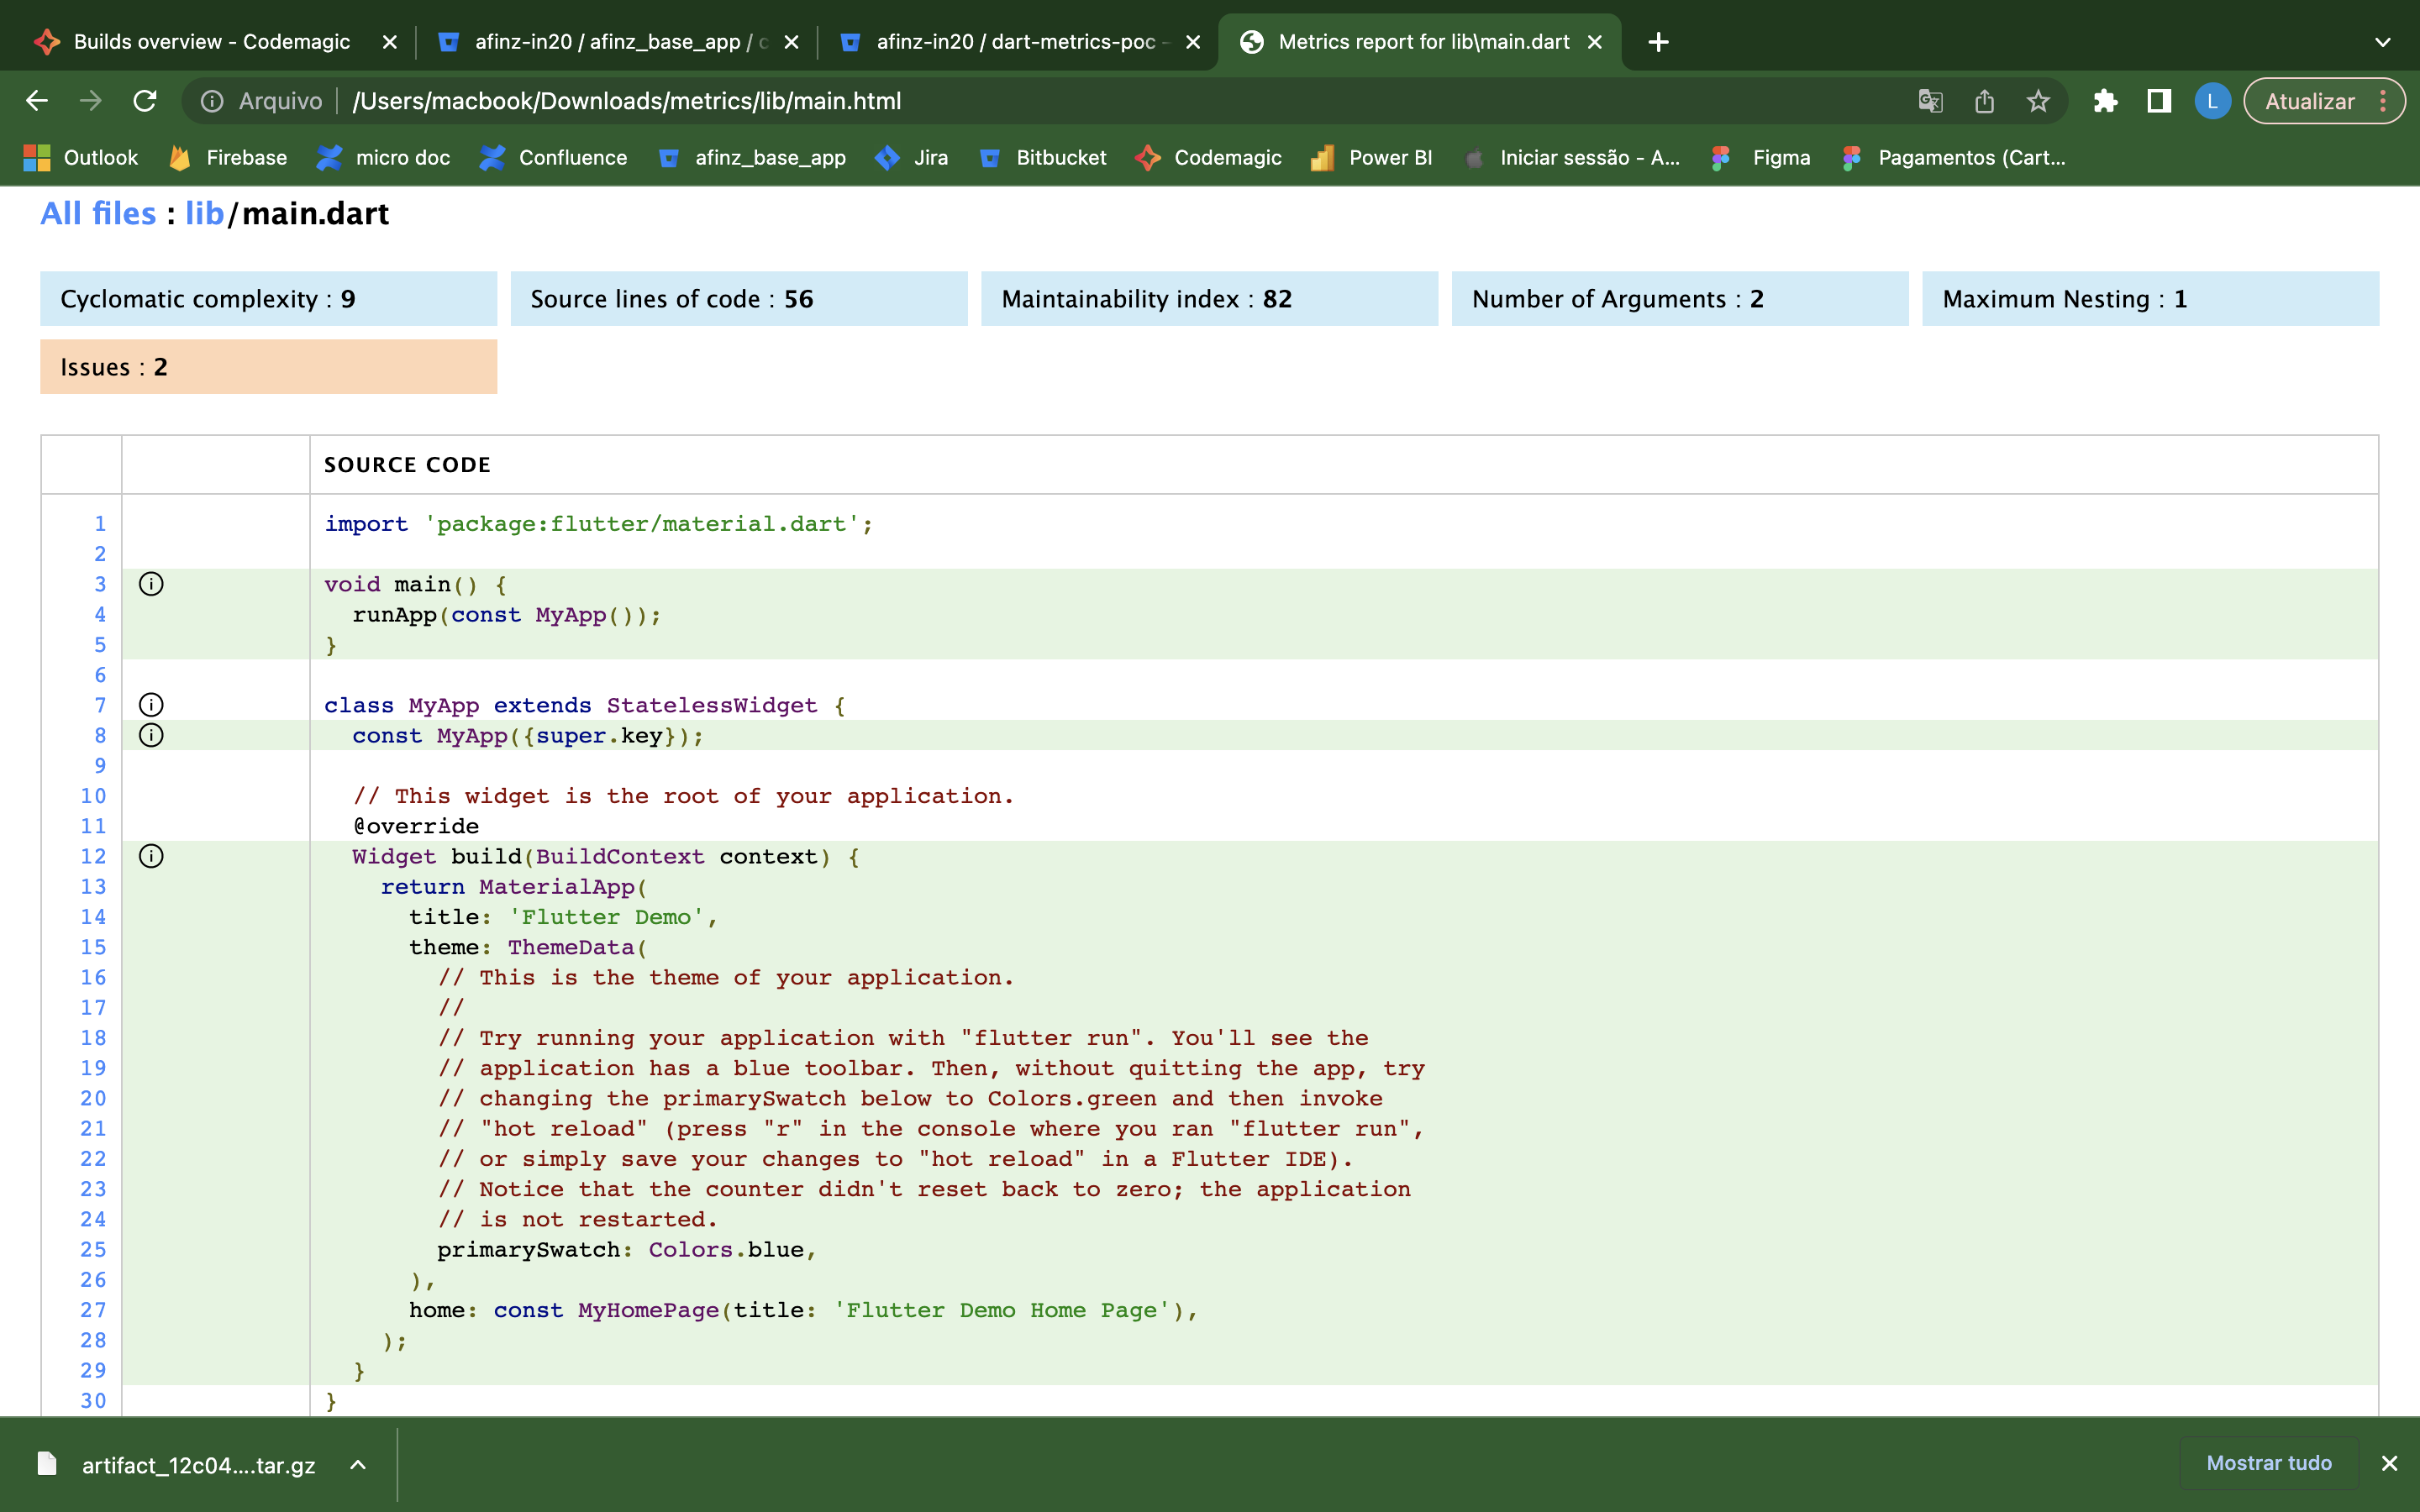 Builds overview - Codemagic
afinz-in20 / afinz_base_app /
afinz-in20 / dart-metrics-poc -
Metrics report for lib\main.dart
Arquivo
/Users/macbook/Downloads/metrics/lib/main.html
L
Atualizar
Outlook
Firebase
micro doc
Confluence
afinz_base_app
Jira
Bitbucket
Codemagic
Power BI
Iniciar sessão - A...
Figma
Pagamentos (Cart...
All files : lib/main.dart
Cyclomatic complexity : 9
Source lines of code : 56
Maintainability index : 82
Number of Arguments : 2
Maximum Nesting : 1
Issues : 2
SOURCE CODE
1 import 'package:flutter/material.dart';
2
3 void main() {
4 runApp(const MyApp());
5 }
6
7 class MyApp extends StatelessWidget {
8 const MyApp({super.key});
9
10 // This widget is the root of your application.
11 @override
12 Widget build(BuildContext context) {
13 return MaterialApp(
14 title: 'Flutter Demo',
15 theme: ThemeData(
16 // This is the theme of your application.
17 //
18 // Try running your application with "flutter run". You'll see the
19 // application has a blue toolbar. Then, without quitting the app, try
20 // changing the primarySwatch below to Colors.green and then invoke
21 // "hot reload" (press "r" in the console where you ran "flutter run",
22 // or simply save your changes to "hot reload" in a Flutter IDE).
23 // Notice that the counter didn't reset back to zero; the application
24 // is not restarted.
25 primarySwatch: Colors.blue,
26 ),
27 home: const MyHomePage(title: 'Flutter Demo Home Page'),
28 );
29 }
30 }
artifact_12c04....tar.gz
Mostrar tudo